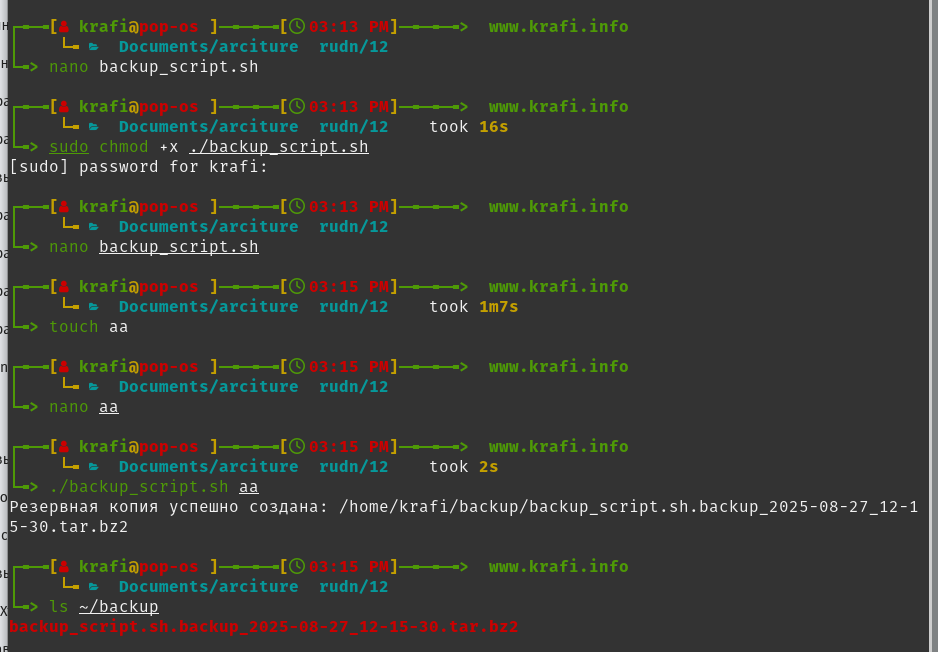 [ krafi@pop-os ][ 03:13 PM] www.krafi.info
Documents/arciture rudn/12
nano backup_script.sh
[ krafi@pop-os ][ 03:13 PM] www.krafi.info
Documents/arciture rudn/12 took 16s
sudo chmod +x ./backup_script.sh
[sudo] password for krafi:
[ krafi@pop-os ][ 03:13 PM] www.krafi.info
Documents/arciture rudn/12
nano backup_script.sh
[ krafi@pop-os ][ 03:15 PM] www.krafi.info
Documents/arciture rudn/12 took 1m7s
touch aa
[ krafi@pop-os ][ 03:15 PM] www.krafi.info
Documents/arciture rudn/12
nano aa
[ krafi@pop-os ][ 03:15 PM] www.krafi.info
Documents/arciture rudn/12 took 2s
./backup_script.sh aa
Резервная копия успешно создана: /home/krafi/backup/backup_script.sh.backup_2025-08-27_12-1
5-30.tar.bz2
[ krafi@pop-os ][ 03:15 PM] www.krafi.info
Documents/arciture rudn/12
ls ~/backup
backup_script.sh.backup_2025-08-27_12-15-30.tar.bz2